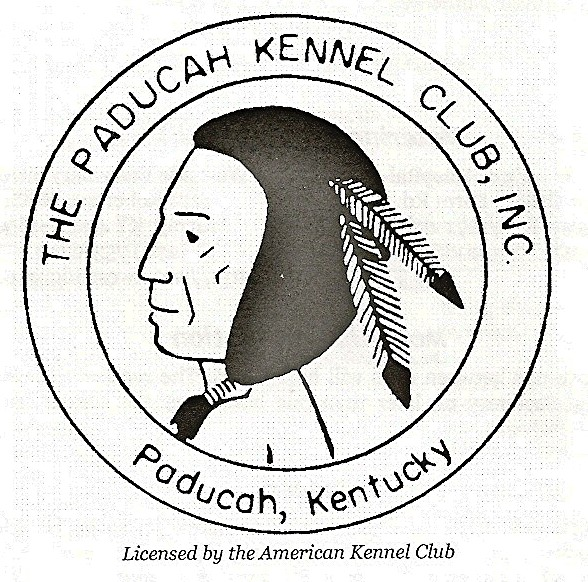 THE PADUCAH KENNEL CLUB, INC.
Paducah, Kentucky
Licensed by the American Kennel Club